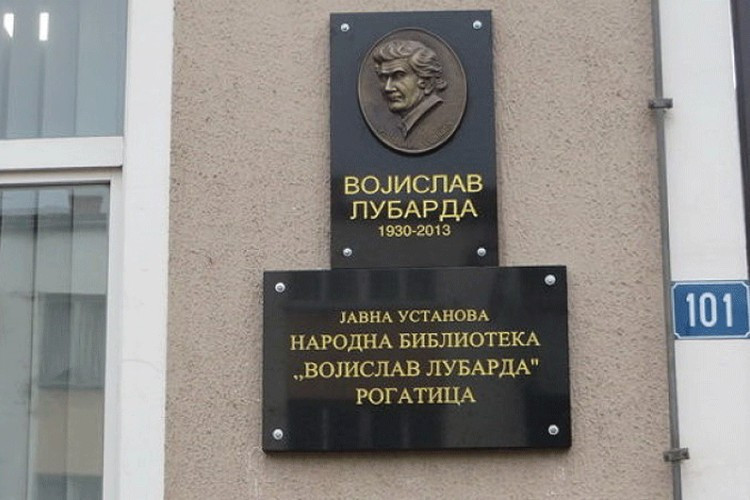 ВОЈИСЛАВ
ЛУБАРДА
1930-2013
ЈАВНА УСТАНОВА
НАРОДНА БИБЛИОТЕКА
,,ВОЈИСЛАВ ЛУБАРДА"
РОГАТИЦА
101